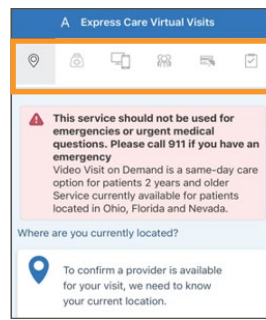 A Express Care Virtual Visits
This service should not be used for
emergencies or urgent medical
questions. Please call 911 if you have an
emergency
Video Visit on Demand is a same-day care
option for patients 2 years and older
Service currently available for patients
located in Ohio, Florida and Nevada.
Where are you currently located?
To confirm a provider is available
for your visit, we need to know
your current location.